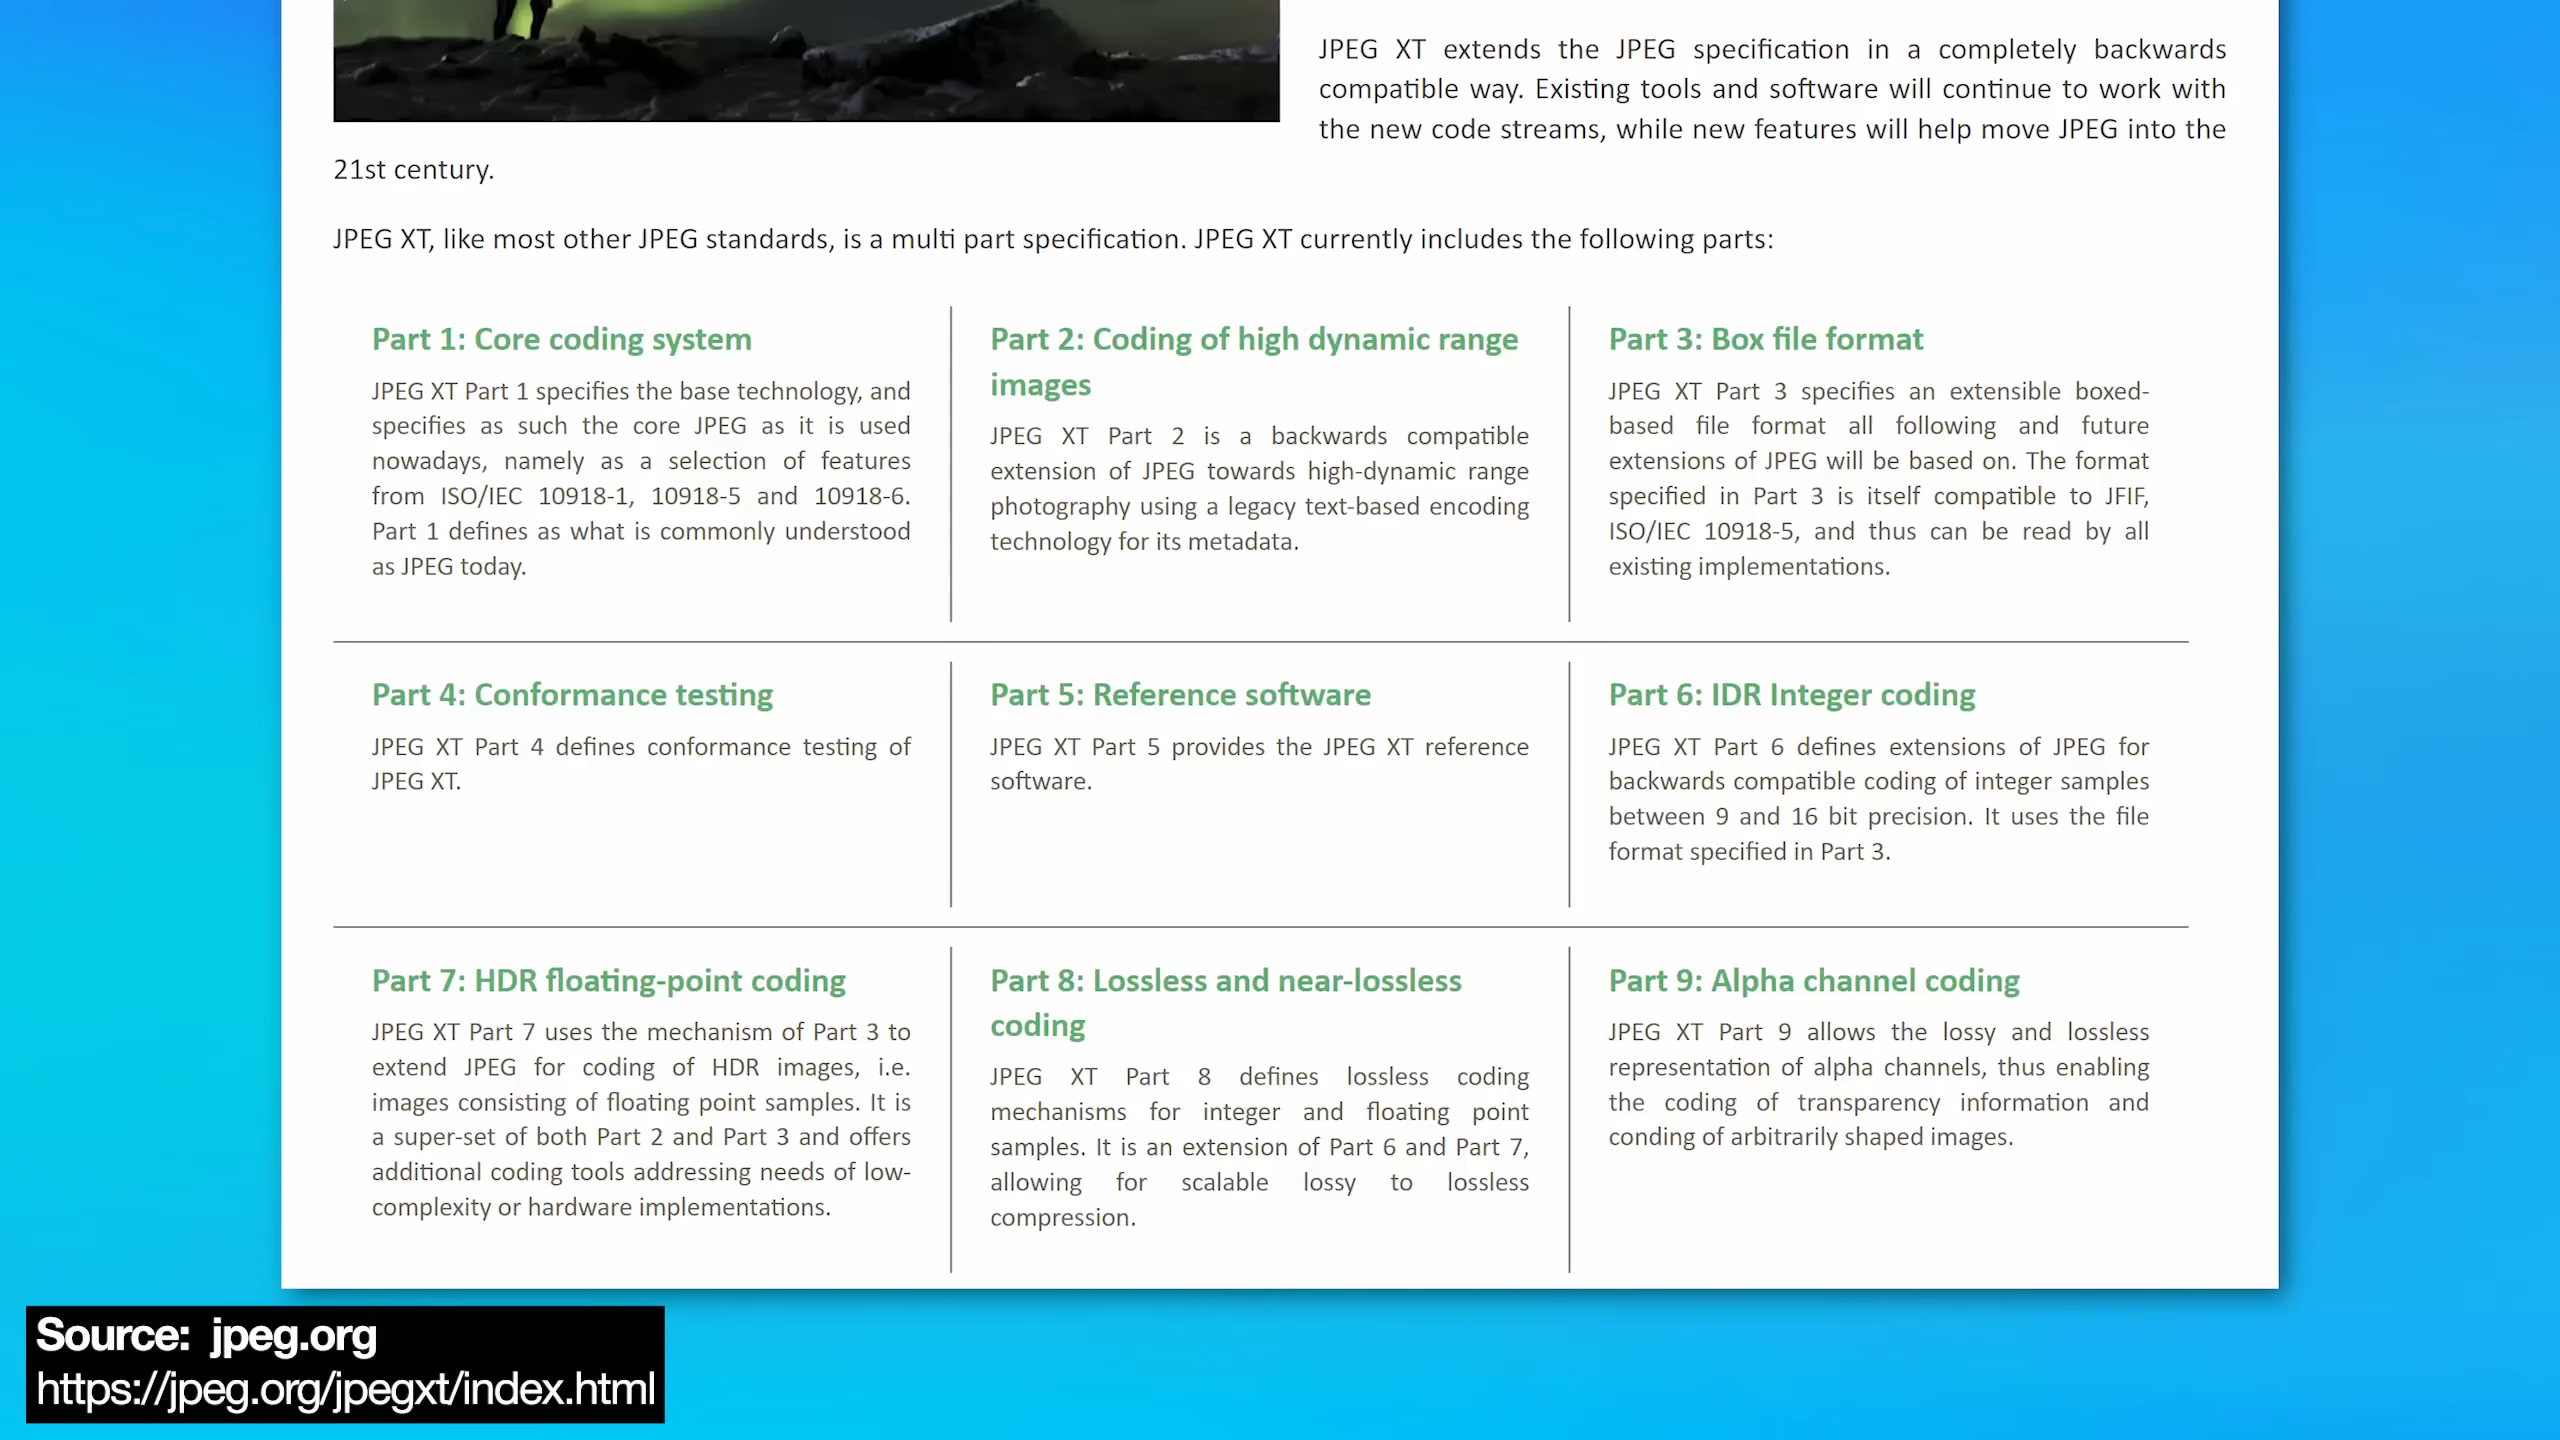 JPEG XT extends the JPEG specification in a completely backwards
compatible way. Existing tools and software will continue to work with
the new code streams, while new features will help move JPEG into the
21st century.
JPEG XT, like most other JPEG standards, is a multi part specification. JPEG XT currently includes the following parts:
Part 1: Core coding system
JPEG XT Part 1 specifies the base technology, and
specifies as such the core JPEG as it is used
nowadays, namely as a selection of features
from ISO/IEC 10918-1, 10918-5 and 10918-6.
Part 1 defines as what is commonly understood
as JPEG today.
Part 2: Coding of high dynamic range
images
JPEG XT Part 2 is a backwards compatible
extension of JPEG towards high-dynamic range
photography using a legacy text-based encoding
technology for its metadata.
Part 3: Box file format
JPEG XT Part 3 specifies an extensible boxed-
based file format all following and future
extensions of JPEG will be based on. The format
specified in Part 3 is itself compatible to JFIF,
ISO/IEC 10918-5, and thus can be read by all
existing implementations.
Part 4: Conformance testing
JPEG XT Part 4 defines conformance testing of
JPEG XT.
Part 5: Reference software
JPEG XT Part 5 provides the JPEG XT reference
software.
Part 6: IDR Integer coding
JPEG XT Part 6 defines extensions of JPEG for
backwards compatible coding of integer samples
between 9 and 16 bit precision. It uses the file
format specified in Part 3.
Part 7: HDR floating-point coding
JPEG XT Part 7 uses the mechanism of Part 3 to
extend JPEG for coding of HDR images, i.e.
images consisting of floating point samples. It is
a super-set of both Part 2 and Part 3 and offers
additional coding tools addressing needs of low-
complexity or hardware implementations.
Part 8: Lossless and near-lossless
coding
JPEG XT Part 8 defines lossless coding
mechanisms for integer and floating point
samples. It is an extension of Part 6 and Part 7,
allowing for scalable lossy to lossless
compression.
Part 9: Alpha channel coding
JPEG XT Part 9 allows the lossy and lossless
representation of alpha channels, thus enabling
the coding of transparency information and
conding of arbitrarily shaped images.
Source: jpeg.org
https://jpeg.org/jpegxt/index.html